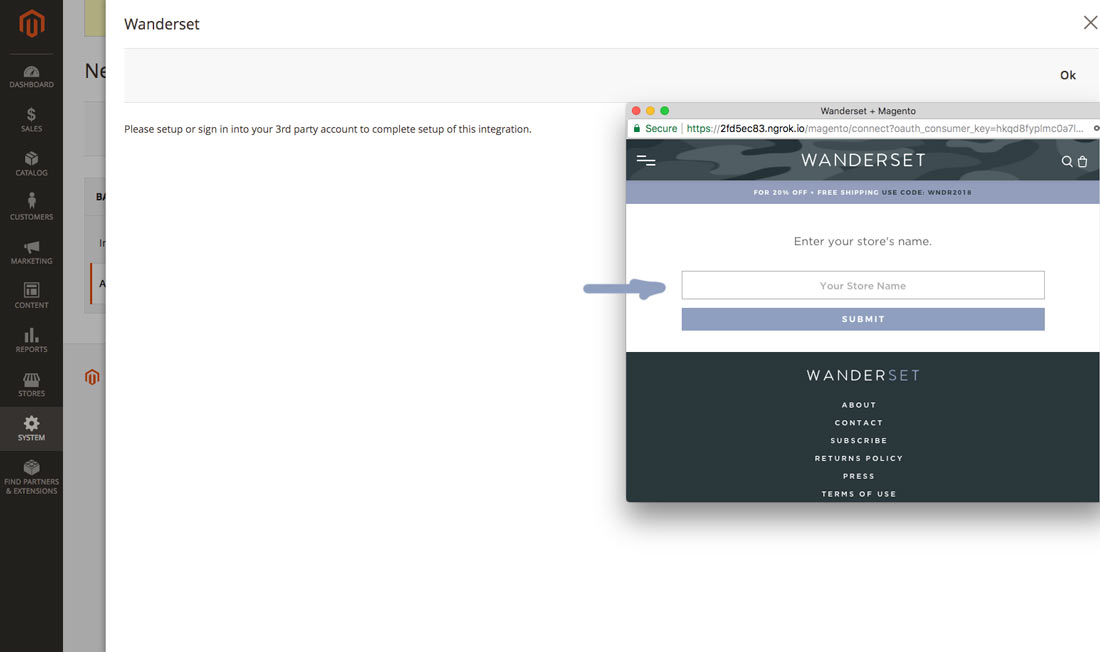 Wanderset
Ne
Ok
Please setup or sign in into your 3rd party account to complete setup of this integration.
DASHBOARD
SALES
CATALOG
CUSTOMERS
MARKETING
CONTENT
REPORTS
STORES
SYSTEM
FIND PARTNERS
& EXTENSIONS
BA
In
A
Wanderset + Magento
Secure
https://2fd5ec83.ngrok.io/magento/connect?oauth_consumer_key=hkqd8fyplmc0a7l...
WANDERSET
FOR 20% OFF + FREE SHIPPING USE CODE: WNDR2018
Enter your store's name.
Your Store Name
SUBMIT
WANDERSET
ABOUT
CONTACT
SUBSCRIBE
RETURNS POLICY
PRESS
TERMS OF USE